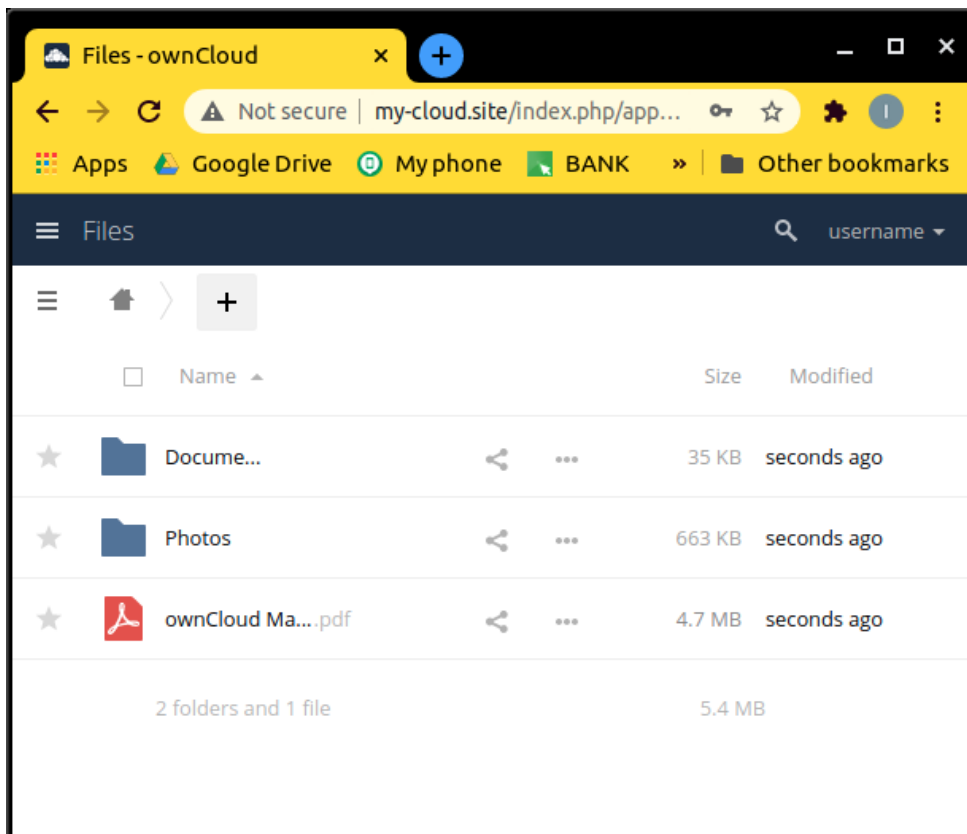 Files - ownCloud
Not secure | my-cloud.site/index.php/app...
Apps Google Drive My phone BANK » Other bookmarks
Files username
Name Size Modified
Docume... 35 KB seconds ago
Photos 663 KB seconds ago
ownCloud Ma....pdf 4.7 MB seconds ago
2 folders and 1 file 5.4 MB